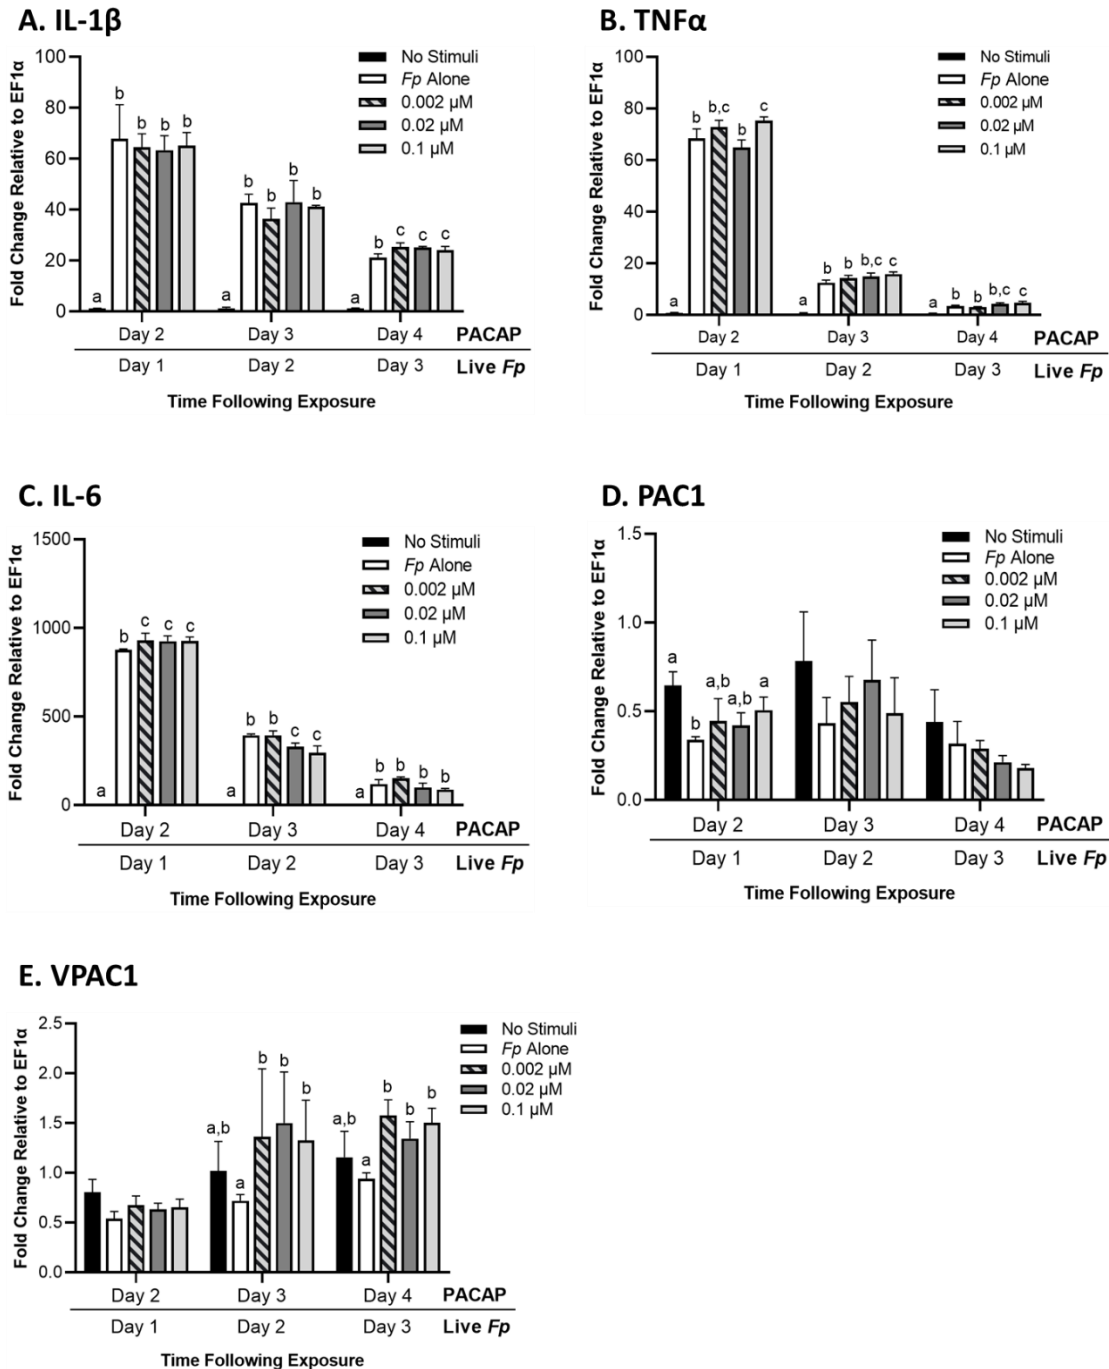 A. IL-1β
Fold Change Relative to EF1α
100
80
60
40
20
0
No Stimuli
Fp Alone
0.002 μM
0.02 μM
0.1 μM
a b b b b
a b b b b
a b c c c
Day 2 Day 3 Day 4 PACAP
Day 1 Day 2 Day 3 Live Fp
Time Following Exposure
B. TNFα
Fold Change Relative to EF1α
100
80
60
40
20
0
No Stimuli
Fp Alone
0.002 μM
0.02 μM
0.1 μM
a b b,c b c
a b b b,c c
a b b b,c c
Day 2 Day 3 Day 4 PACAP
Day 1 Day 2 Day 3 Live Fp
Time Following Exposure
C. IL-6
Fold Change Relative to EF1α
1500
1000
500
0
No Stimuli
Fp Alone
0.002 μM
0.02 μM
0.1 μM
a b c c c
a b b c c
a b b b b
Day 2 Day 3 Day 4 PACAP
Day 1 Day 2 Day 3 Live Fp
Time Following Exposure
D. PAC1
Fold Change Relative to EF1α
1.5
1.0
0.5
0.0
No Stimuli
Fp Alone
0.002 μM
0.02 μM
0.1 μM
a b a,b a,b a
Day 2 Day 3 Day 4 PACAP
Day 1 Day 2 Day 3 Live Fp
Time Following Exposure
E. VPAC1
Fold Change Relative to EF1α
2.5
2.0
1.5
1.0
0.5
0.0
No Stimuli
Fp Alone
0.002 μM
0.02 μM
0.1 μM
a,b a b b b
a,b a b b b
Day 2 Day 3 Day 4 PACAP
Day 1 Day 2 Day 3 Live Fp
Time Following Exposure